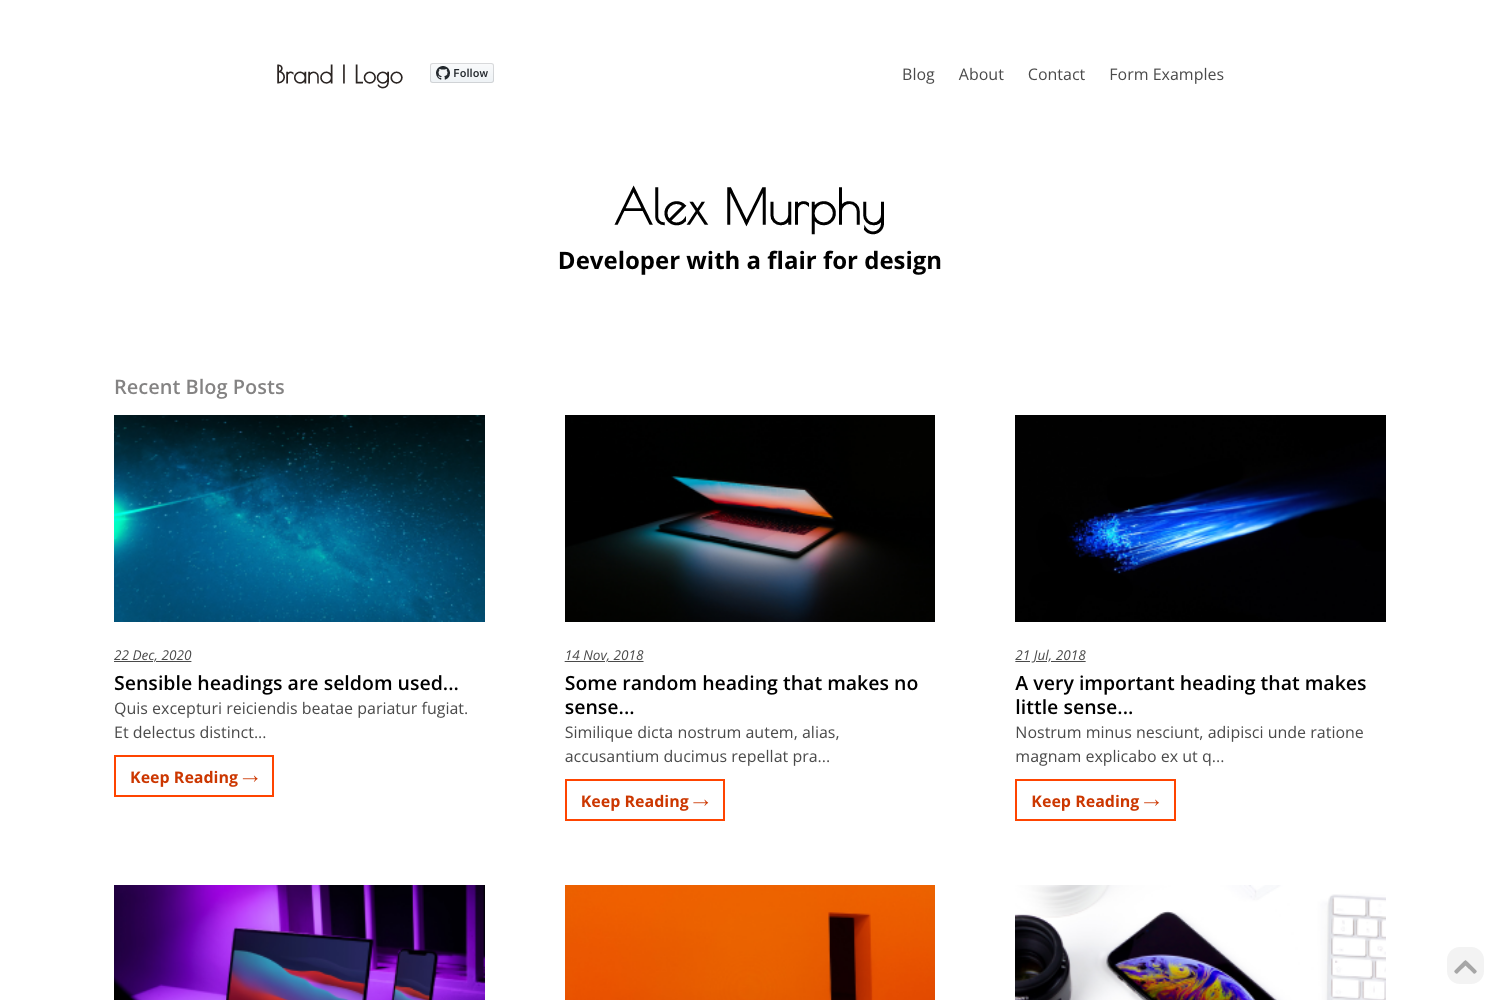 Brand | Logo
Follow
Blog About Contact Form Examples
Alex Murphy
Developer with a flair for design
Recent Blog Posts
22 Dec, 2020
Sensible headings are seldom used...
Quis excepturi reiciendis beatae pariatur fugiat.
Et delectus distinct...
Keep Reading →
14 Nov, 2018
Some random heading that makes no
sense...
Similique dicta nostrum autem, alias,
accusantium ducimus repellat pra...
Keep Reading →
21 Jul, 2018
A very important heading that makes
little sense...
Nostrum minus nesciunt, adipisci unde ratione
magnam explicabo ex ut q...
Keep Reading →